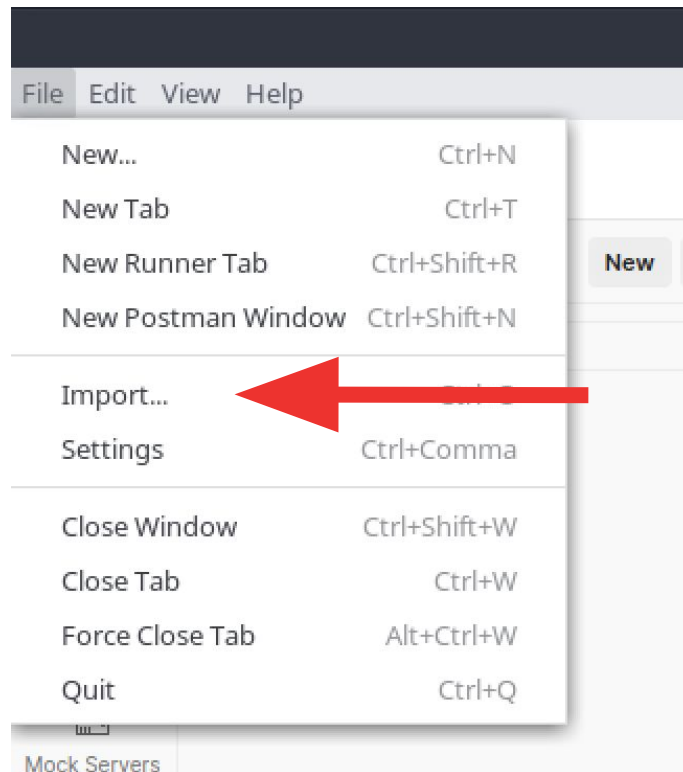 File Edit View Help
New... Ctrl+N
New Tab Ctrl+T
New Runner Tab Ctrl+Shift+R
New
New Postman Window Ctrl+Shift+N
Import...
Settings Ctrl+Comma
Close Window Ctrl+Shift+W
Close Tab Ctrl+W
Force Close Tab Alt+Ctrl+W
Quit Ctrl+Q
Mock Servers